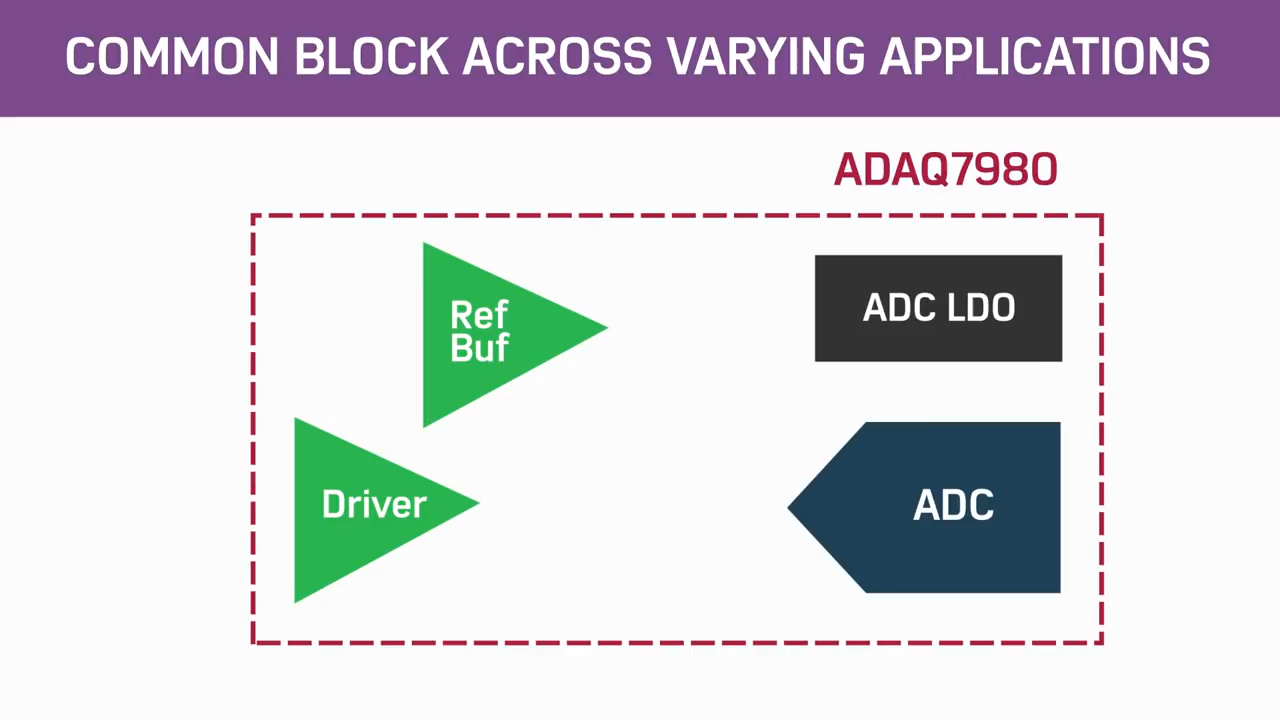 COMMON BLOCK ACROSS VARYING APPLICATIONS
ADAQ7980
Ref
Buf
ADC LDO
Driver
ADC